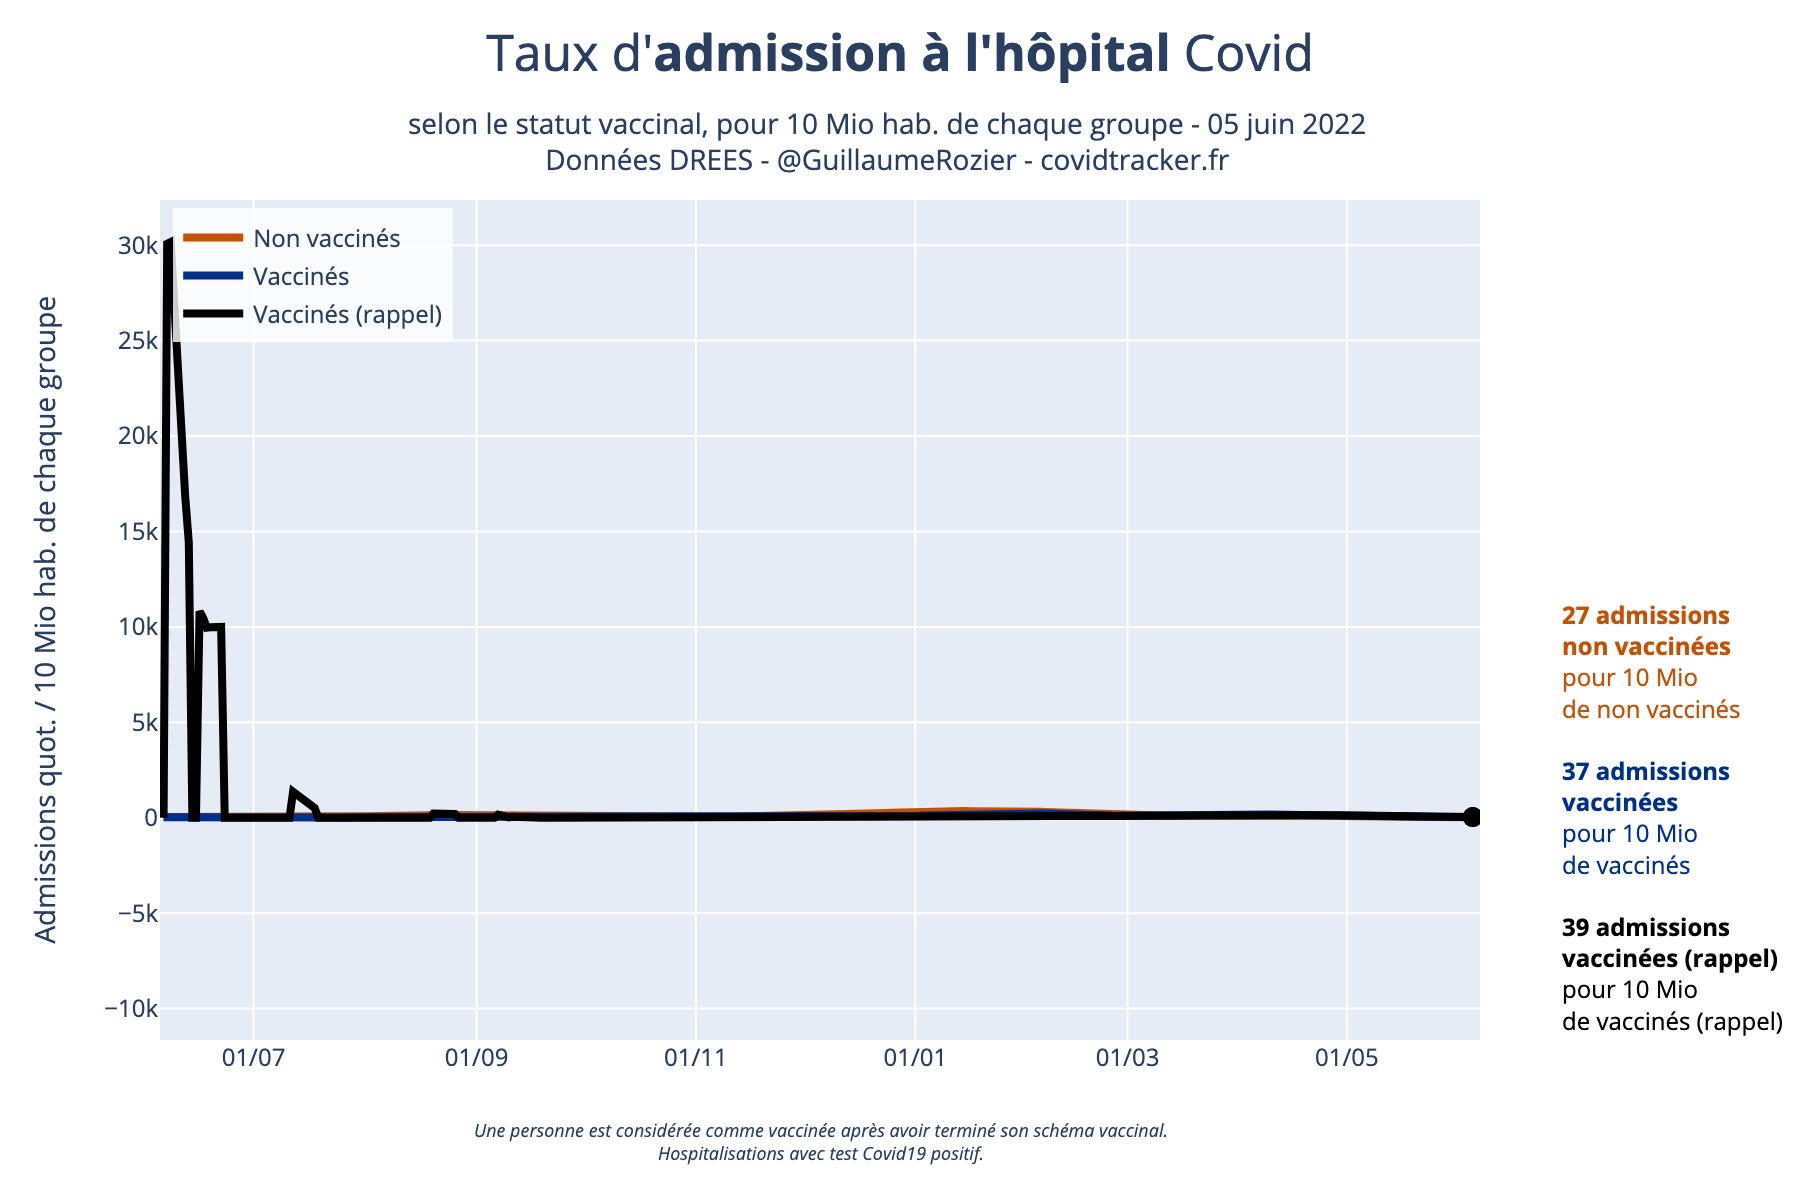 Taux d'admission à l'hôpital Covid
selon le statut vaccinal, pour 10 Mio hab. de chaque groupe - 05 juin 2022
Données DREES - @GuillaumeRozier - covidtracker.fr
Admissions quot. / 10 Mio hab. de chaque groupe
30k
25k
20k
15k
10k
5k
0
−5k
−10k
Non vaccinés
Vaccinés
Vaccinés (rappel)
01/07
01/09
01/11
01/01
01/03
01/05
27 admissions
non vaccinées
pour 10 Mio
de non vaccinés
37 admissions
vaccinées
pour 10 Mio
de vaccinés
39 admissions
vaccinées (rappel)
pour 10 Mio
de vaccinés (rappel)
Une personne est considérée comme vaccinée après avoir terminé son schéma vaccinal.
Hospitalisations avec test Covid19 positif.